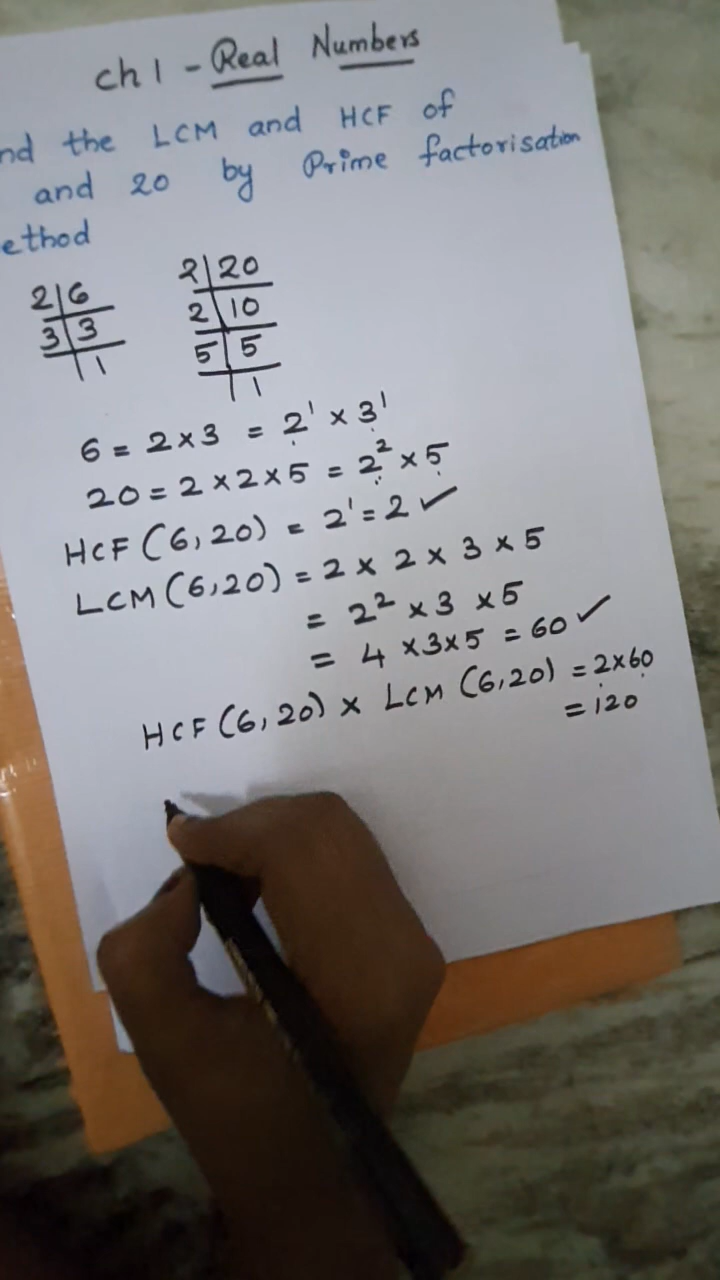 ch 1 - Real Numbers
nd the LCM and HCF of
and 20 by Prime factorisation
ethod
2|6
3|3
|1
2|20
2|10
5|5
|1
6 = 2×3 = 2¹ × 3¹
20 = 2×2×5 = 2² × 5
HCF (6,20) = 2¹ = 2 ✓
LCM (6,20) = 2 × 2 × 3 × 5
= 2² × 3 × 5
= 4 ×3×5 = 60 ✓
HCF (6,20) × LCM (6,20) = 2×60
= 120